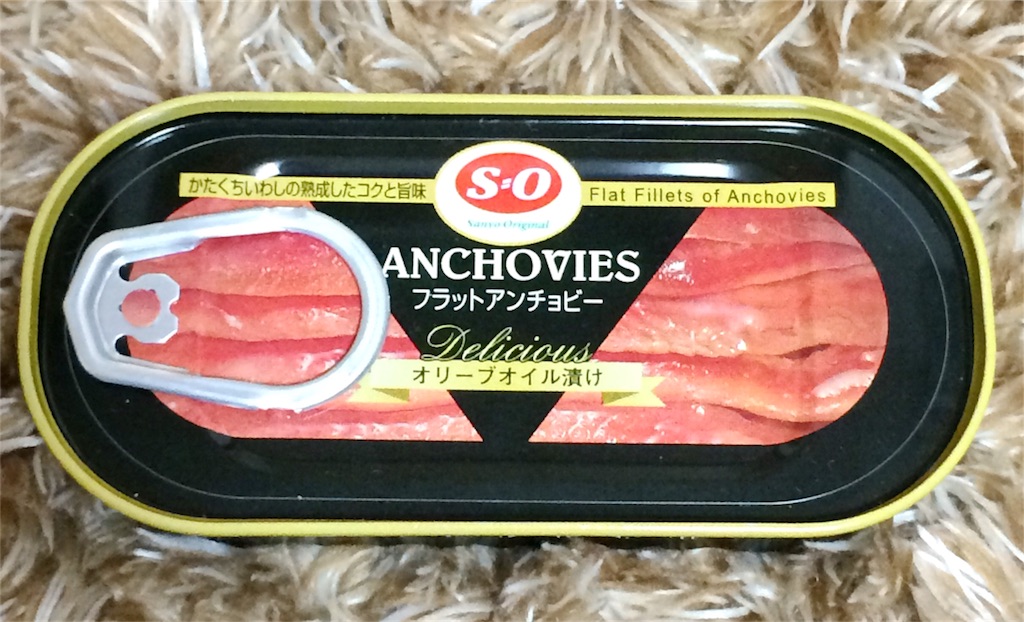 かたくちいわしの熟成したコクと旨味
S=O
Sanyo Original
Flat Fillets of Anchovies
ANCHOVIES
フラットアンチョビー
Delicious
オリーブオイル漬け